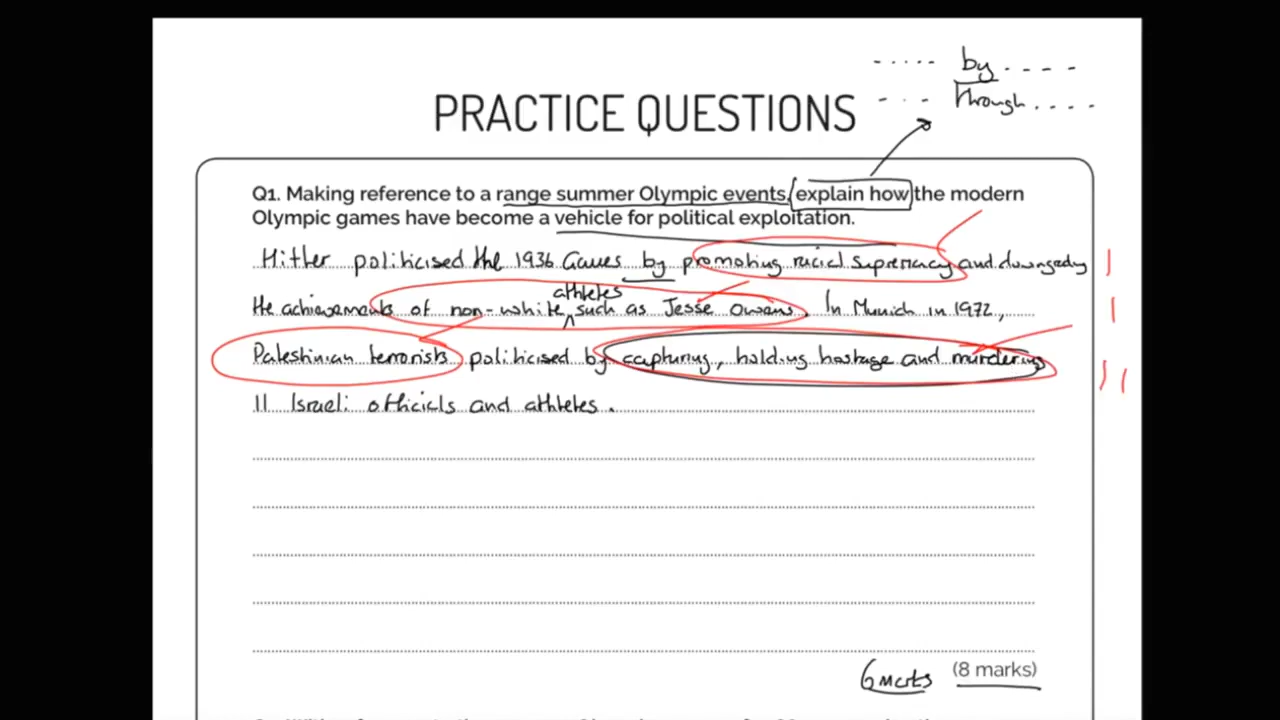 ..... by ....
PRACTICE QUESTIONS
... through ....
Q1. Making reference to a range summer Olympic events, explain how the modern
Olympic games have become a vehicle for political exploitation.
Hitler politicised the 1936 Games by promoting racial supremacy and downgrading
athletes
the achievements of non-white ^ such as Jesse Owens. In Munich in 1972,
Palestinian terrorists politicised by capturing, holding hostage and murdering
11 Israeli officials and athletes.
6 marks (8 marks)